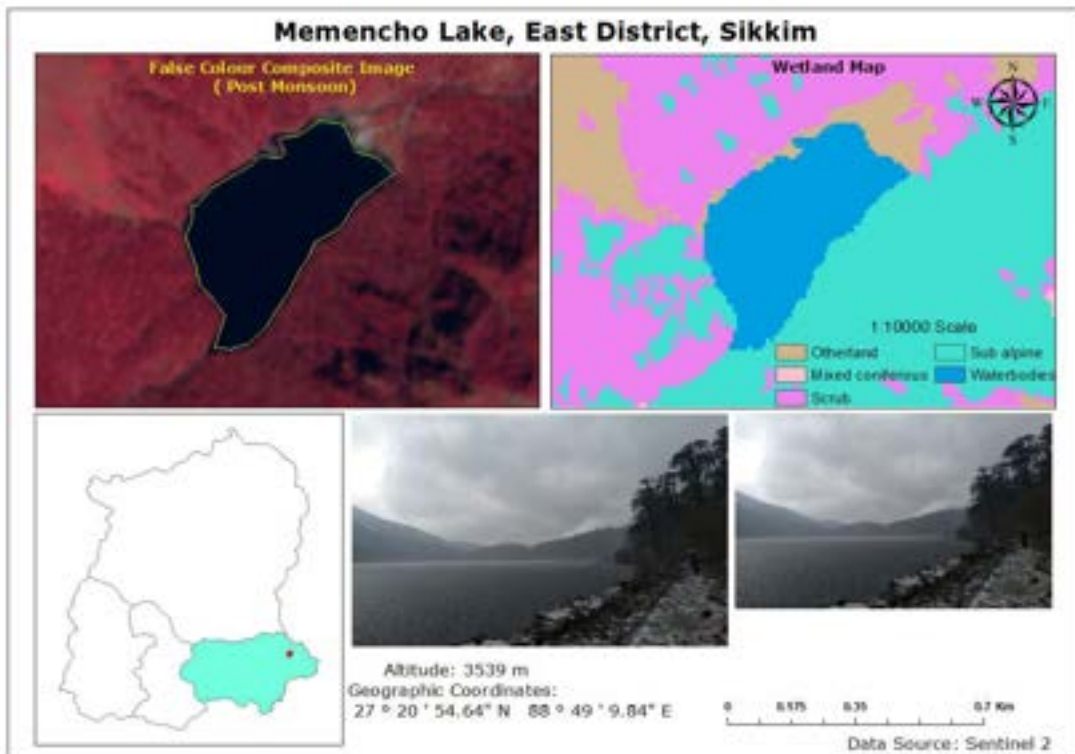 Memencho Lake, East District, Sikkim
False Colour Composite Image
( Post Monsoon)
Wetland Map
N
W E
S
1:10000 Scale
Otherland
Sub alpine
Mixed coniferous
Waterbodies
Scrub
Altitude: 3539 m
Geographic Coordinates:
27 º 20 ' 54.64" N 88 º 49 ' 9.84" E
0 0.175 0.35 0.7 Km
Data Source: Sentinel 2